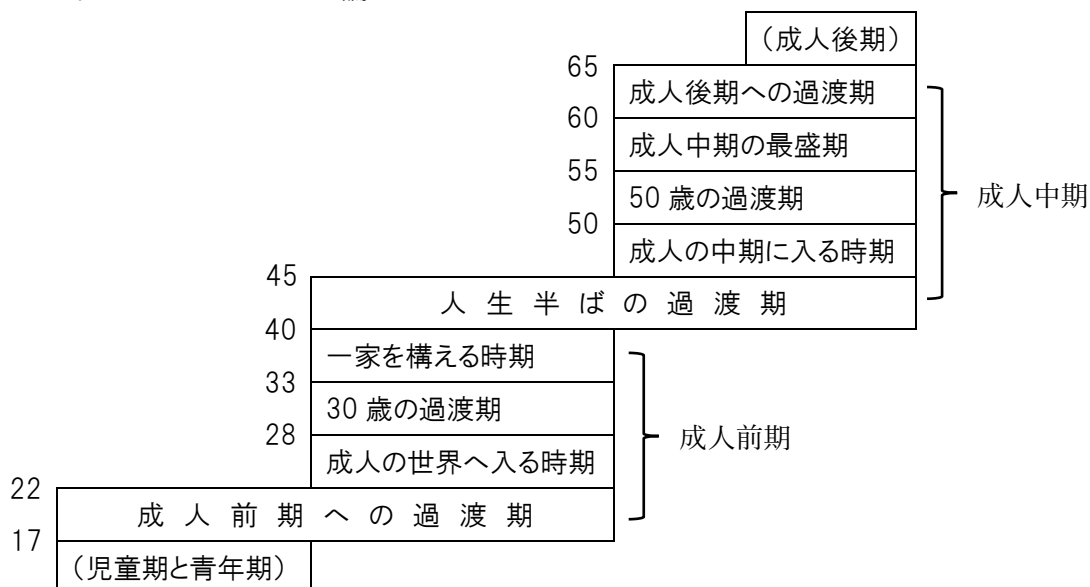 （成人後期）
65
成人後期への過渡期
60
成人中期の最盛期
55
50 歳の過渡期
成人中期
50
成人の中期に入る時期
45
人生半ばの過渡期
40
一家を構える時期
33
30 歳の過渡期
28
成人前期
成人の世界へ入る時期
22
成人前期への過渡期
17
（児童期と青年期）